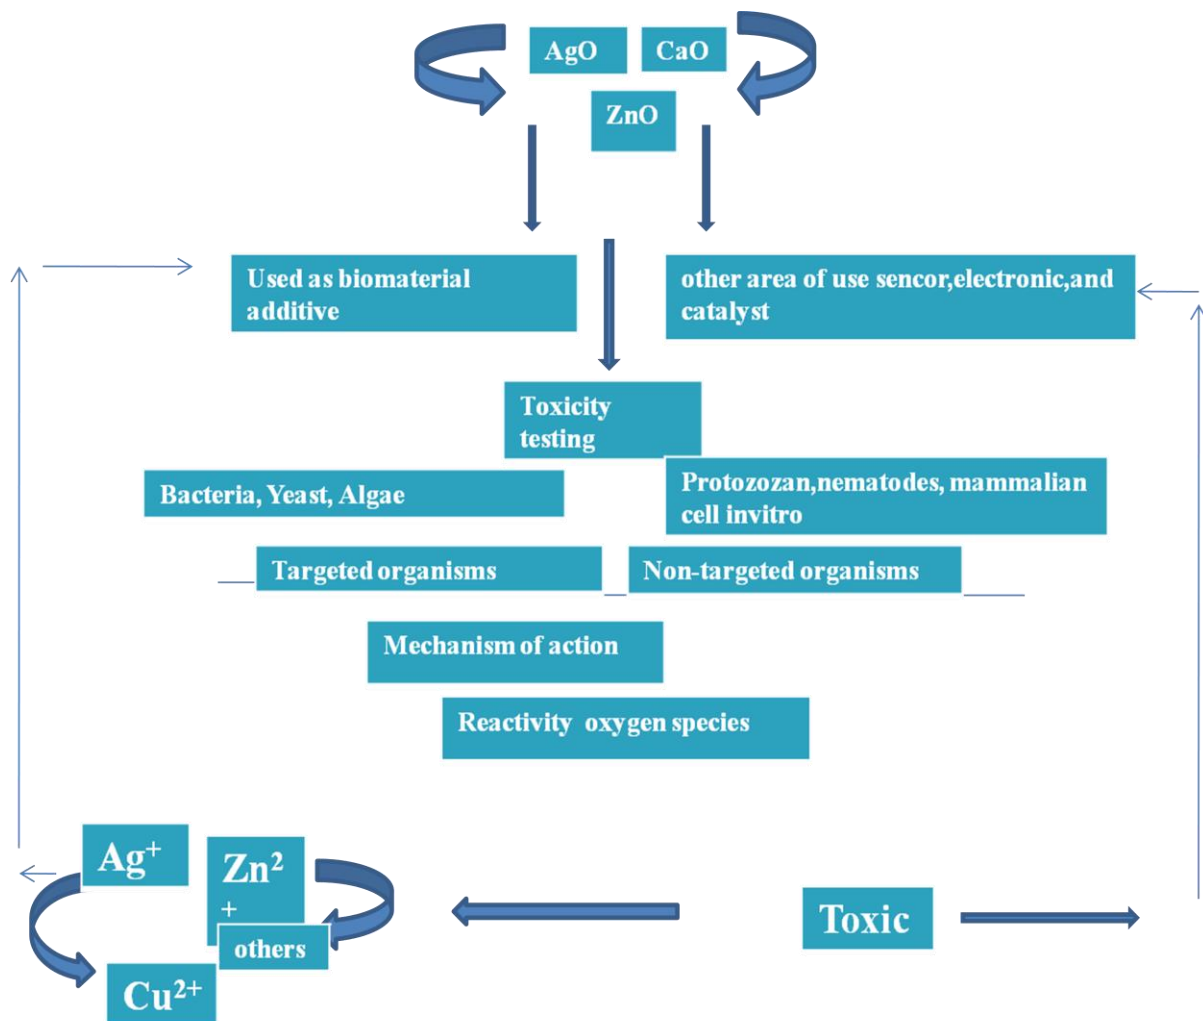 AgO
CaO
ZnO
Used as biomaterial
additive
other area of use sencor,electronic,and
catalyst
Toxicity
testing
Bacteria, Yeast, Algae
Protozozan,nematodes, mammalian
cell invitro
Targeted organisms
Non-targeted organisms
Mechanism of action
Reactivity oxygen species
Ag⁺
Zn²
+
others
Cu²⁺
Toxic